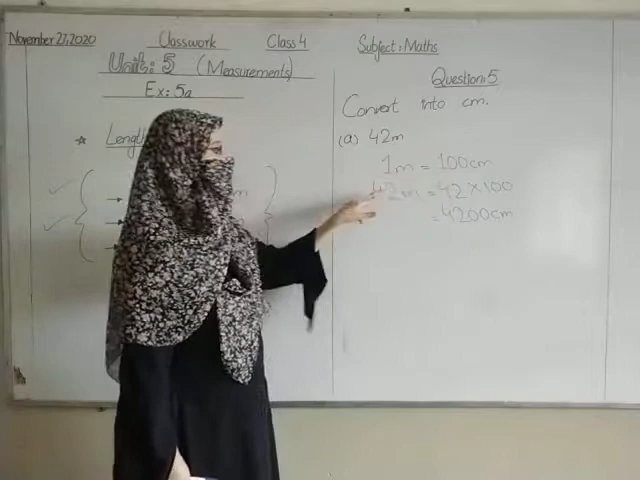 November 27,2020 Classwork Class 4 Subject: Maths
Unit: 5 (Measurements)
Ex: 5a
* Length
Question: 5
Convert into cm.
(a) 42m
1m = 100cm
42m = 42 × 100
= 4200cm